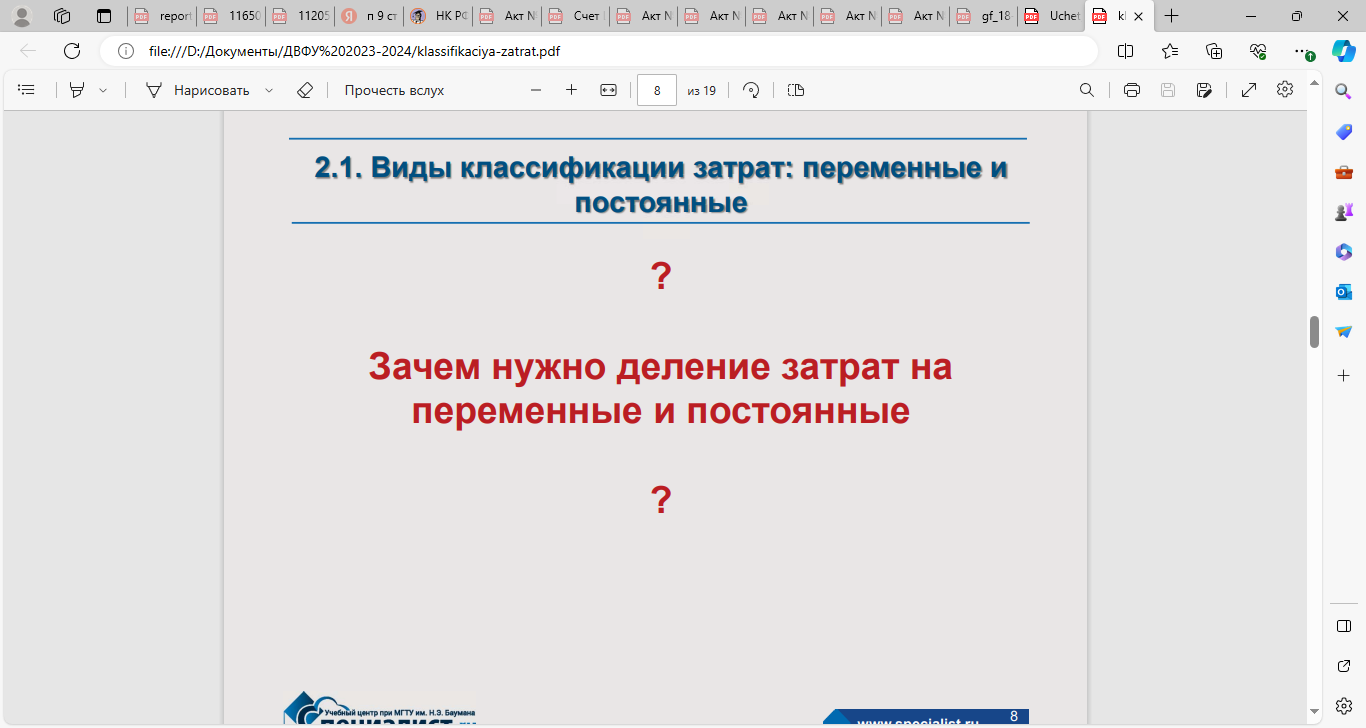 report
11650
11205
п 9 ст
НК РФ
Акт N
Счет
Акт N
Акт N
Акт N
Акт N
Акт N
gf_18
Uchet
kl
file:///D:/Документы/ДВФУ%202023-2024/klassifikaciya-zatrat.pdf
Нарисовать
Прочесть вслух
8
из 19
2.1. Виды классификации затрат: переменные и
постоянные
?
Зачем нужно деление затрат на
переменные и постоянные
?
Учебный центр при МГТУ им. Н.Э. Баумана
www.specialist.ru
8